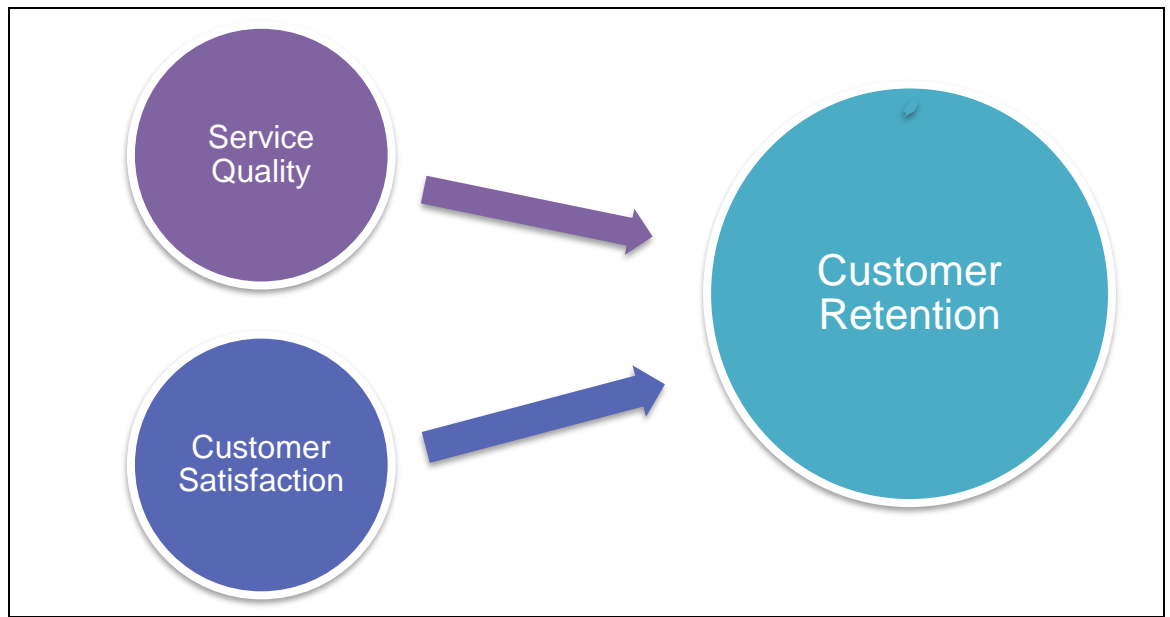 Service
Quality
Customer
Satisfaction
Customer
Retention